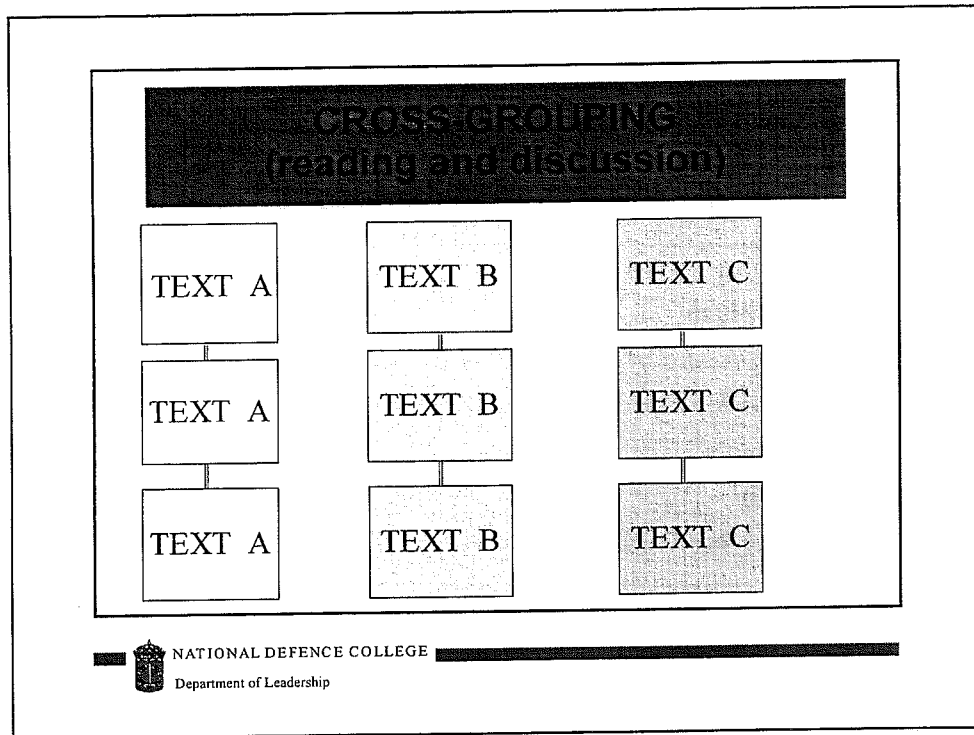 CROSS-GROUPING
(reading and discussion)
TEXT A
TEXT B
TEXT C
TEXT A
TEXT B
TEXT C
TEXT A
TEXT B
TEXT C
NATIONAL DEFENCE COLLEGE
Department of Leadership